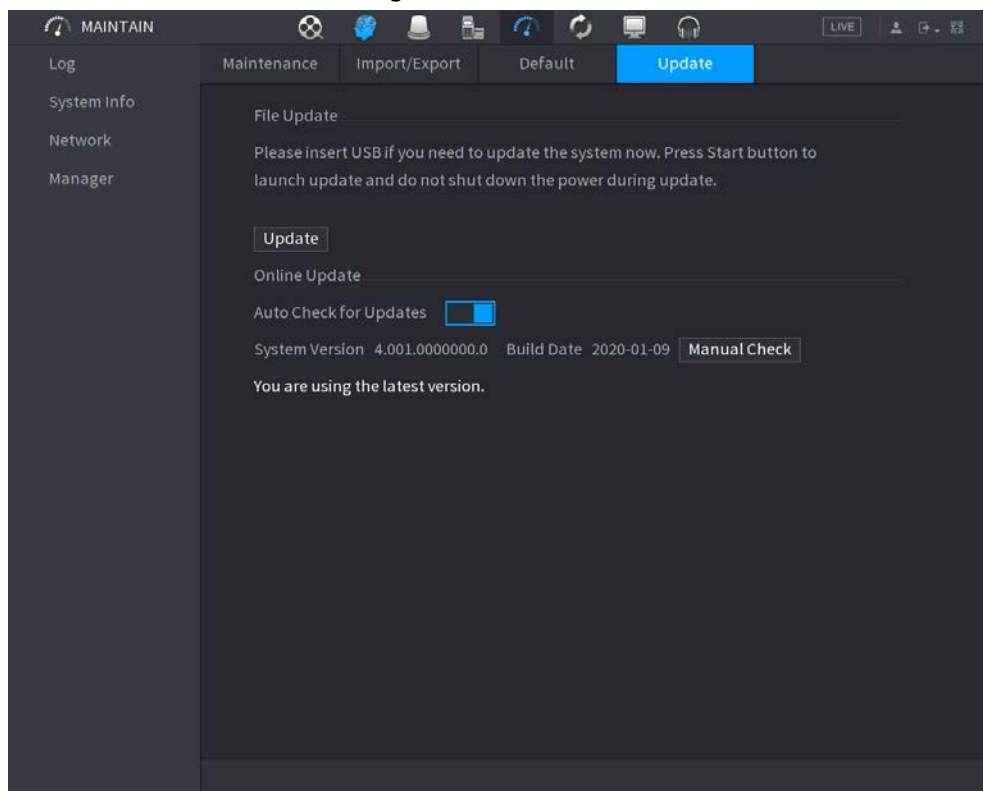 MAINTAIN
LIVE
Log
System Info
Network
Manager
Maintenance Import/Export Default Update
File Update
Please insert USB if you need to update the system now. Press Start button to
launch update and do not shut down the power during update.
Update
Online Update
Auto Check for Updates
System Version 4.001.0000000.0 Build Date 2020-01-09 Manual Check
You are using the latest version.